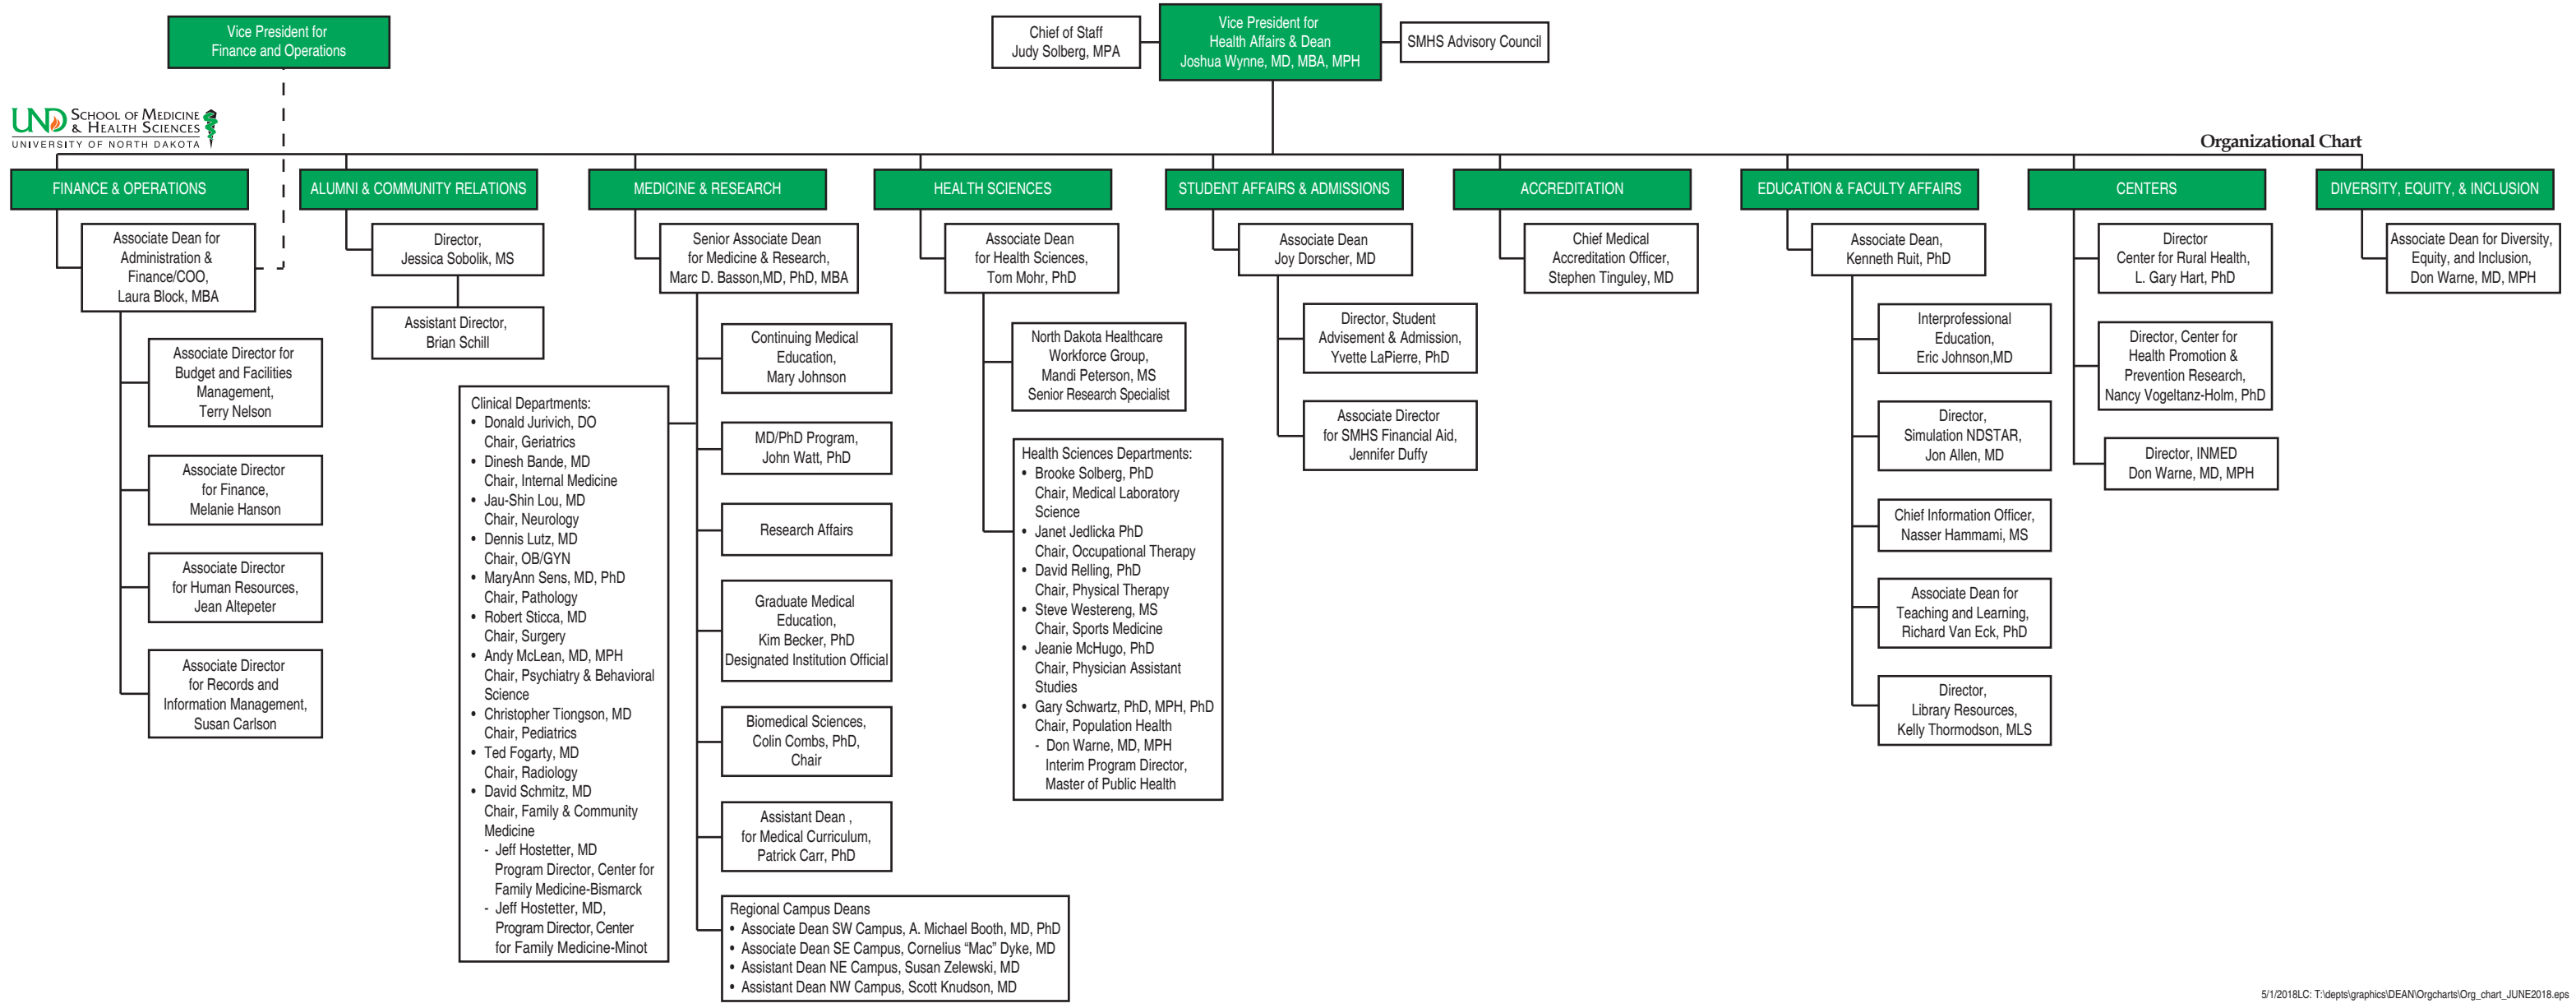 Vice President for
Finance and Operations
Chief of Staff
Judy Solberg, MPA
Vice President for
Health Affairs & Dean
Joshua Wynne, MD, MBA, MPH
SMHS Advisory Council
UND SCHOOL OF MEDICINE
& HEALTH SCIENCES
UNIVERSITY OF NORTH DAKOTA
Organizational Chart
FINANCE & OPERATIONS
Associate Dean for
Administration &
Finance/COO,
Laura Block, MBA
Associate Director for
Budget and Facilities
Management,
Terry Nelson
Associate Director
for Finance,
Melanie Hanson
Associate Director
for Human Resources,
Jean Altepeter
Associate Director
for Records and
Information Management,
Susan Carlson
ALUMNI & COMMUNITY RELATIONS
Director,
Jessica Sobolik, MS
Assistant Director,
Brian Schill
MEDICINE & RESEARCH
Senior Associate Dean
for Medicine & Research,
Marc D. Basson,MD, PhD, MBA
Clinical Departments:
• Donald Jurivich, DO
Chair, Geriatrics
• Dinesh Bande, MD
Chair, Internal Medicine
• Jau-Shin Lou, MD
Chair, Neurology
• Dennis Lutz, MD
Chair, OB/GYN
• MaryAnn Sens, MD, PhD
Chair, Pathology
• Robert Sticca, MD
Chair, Surgery
• Andy McLean, MD, MPH
Chair, Psychiatry & Behavioral
Science
• Christopher Tiongson, MD
Chair, Pediatrics
• Ted Fogarty, MD
Chair, Radiology
• David Schmitz, MD
Chair, Family & Community
Medicine
- Jeff Hostetter, MD
Program Director, Center for
Family Medicine-Bismarck
- Jeff Hostetter, MD,
Program Director, Center
for Family Medicine-Minot
Continuing Medical
Education,
Mary Johnson
MD/PhD Program,
John Watt, PhD
Research Affairs
Graduate Medical
Education,
Kim Becker, PhD
Designated Institution Official
Biomedical Sciences,
Colin Combs, PhD,
Chair
Assistant Dean ,
for Medical Curriculum,
Patrick Carr, PhD
Regional Campus Deans
• Associate Dean SW Campus, A. Michael Booth, MD, PhD
• Associate Dean SE Campus, Cornelius “Mac” Dyke, MD
• Assistant Dean NE Campus, Susan Zelewski, MD
• Assistant Dean NW Campus, Scott Knudson, MD
HEALTH SCIENCES
Associate Dean
for Health Sciences,
Tom Mohr, PhD
North Dakota Healthcare
Workforce Group,
Mandi Peterson, MS
Senior Research Specialist
Health Sciences Departments:
• Brooke Solberg, PhD
Chair, Medical Laboratory
Science
• Janet Jedlicka PhD
Chair, Occupational Therapy
• David Relling, PhD
Chair, Physical Therapy
• Steve Westereng, MS
Chair, Sports Medicine
• Jeanie McHugo, PhD
Chair, Physician Assistant
Studies
• Gary Schwartz, PhD, MPH, PhD
Chair, Population Health
- Don Warne, MD, MPH
Interim Program Director,
Master of Public Health
STUDENT AFFAIRS & ADMISSIONS
Associate Dean
Joy Dorscher, MD
Director, Student
Advisement & Admission,
Yvette LaPierre, PhD
Associate Director
for SMHS Financial Aid,
Jennifer Duffy
ACCREDITATION
Chief Medical
Accreditation Officer,
Stephen Tinguley, MD
EDUCATION & FACULTY AFFAIRS
Associate Dean,
Kenneth Ruit, PhD
Interprofessional
Education,
Eric Johnson,MD
Director,
Simulation NDSTAR,
Jon Allen, MD
Chief Information Officer,
Nasser Hammami, MS
Associate Dean for
Teaching and Learning,
Richard Van Eck, PhD
Director,
Library Resources,
Kelly Thormodson, MLS
CENTERS
Director
Center for Rural Health,
L. Gary Hart, PhD
Director, Center for
Health Promotion &
Prevention Research,
Nancy Vogeltanz-Holm, PhD
Director, INMED
Don Warne, MD, MPH
DIVERSITY, EQUITY, & INCLUSION
Associate Dean for Diversity,
Equity, and Inclusion,
Don Warne, MD, MPH
5/1/2018LC: T:\depts\graphics\DEAN\Orgcharts\Org_chart_JUNE2018.eps